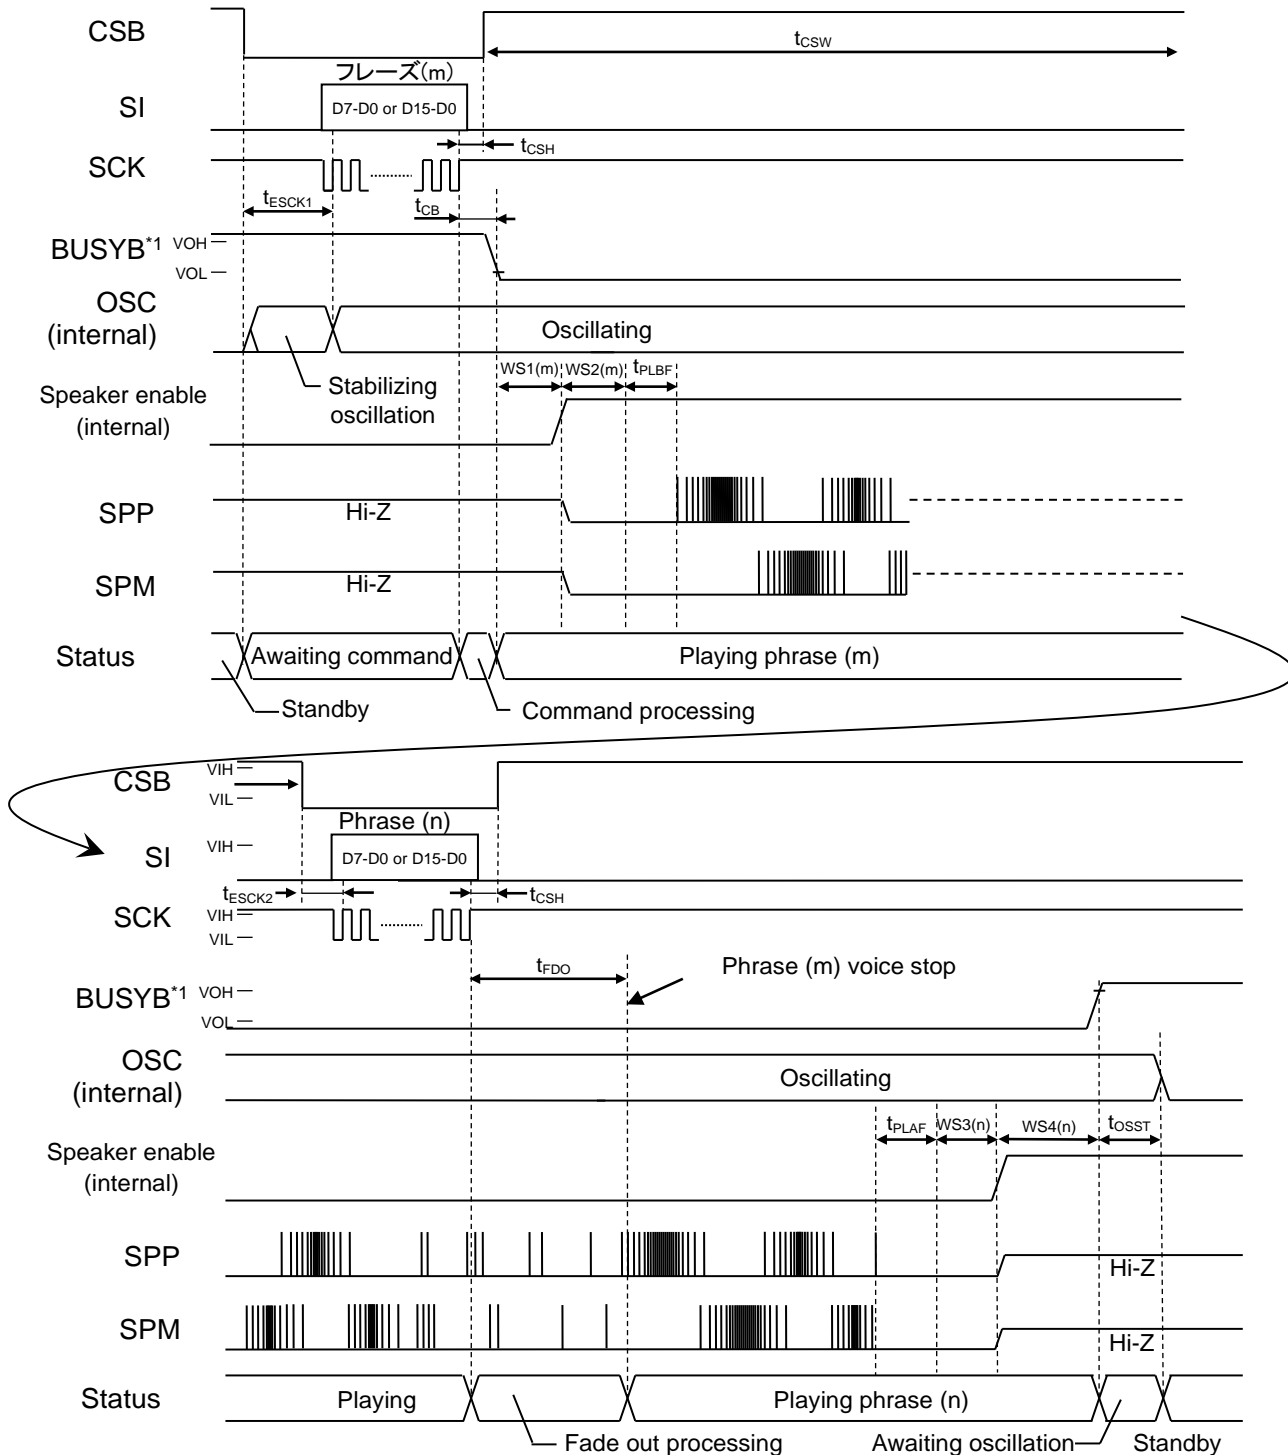 CSB
tCSW
フレーズ(m)
SI
D7-D0 or D15-D0
tCSH
SCK
tESCK1
tCB
BUSYB*1
VOH
VOL
OSC
(internal)
Oscillating
WS1(m)
WS2(m)
tPLBF
Stabilizing
oscillation
Speaker enable
(internal)
SPP
Hi-Z
SPM
Hi-Z
Status
Awaiting command
Playing phrase (m)
Standby
Command processing
CSB
VIH
VIL
Phrase (n)
SI
VIH
D7-D0 or D15-D0
tESCK2
tCSH
SCK
VIH
VIL
tFDO
Phrase (m) voice stop
BUSYB*1
VOH
VOL
OSC
(internal)
Oscillating
tPLAF
WS3(n)
WS4(n)
tOSST
Speaker enable
(internal)
SPP
Hi-Z
SPM
Hi-Z
Status
Playing
Playing phrase (n)
Fade out processing
Awaiting oscillation
Standby